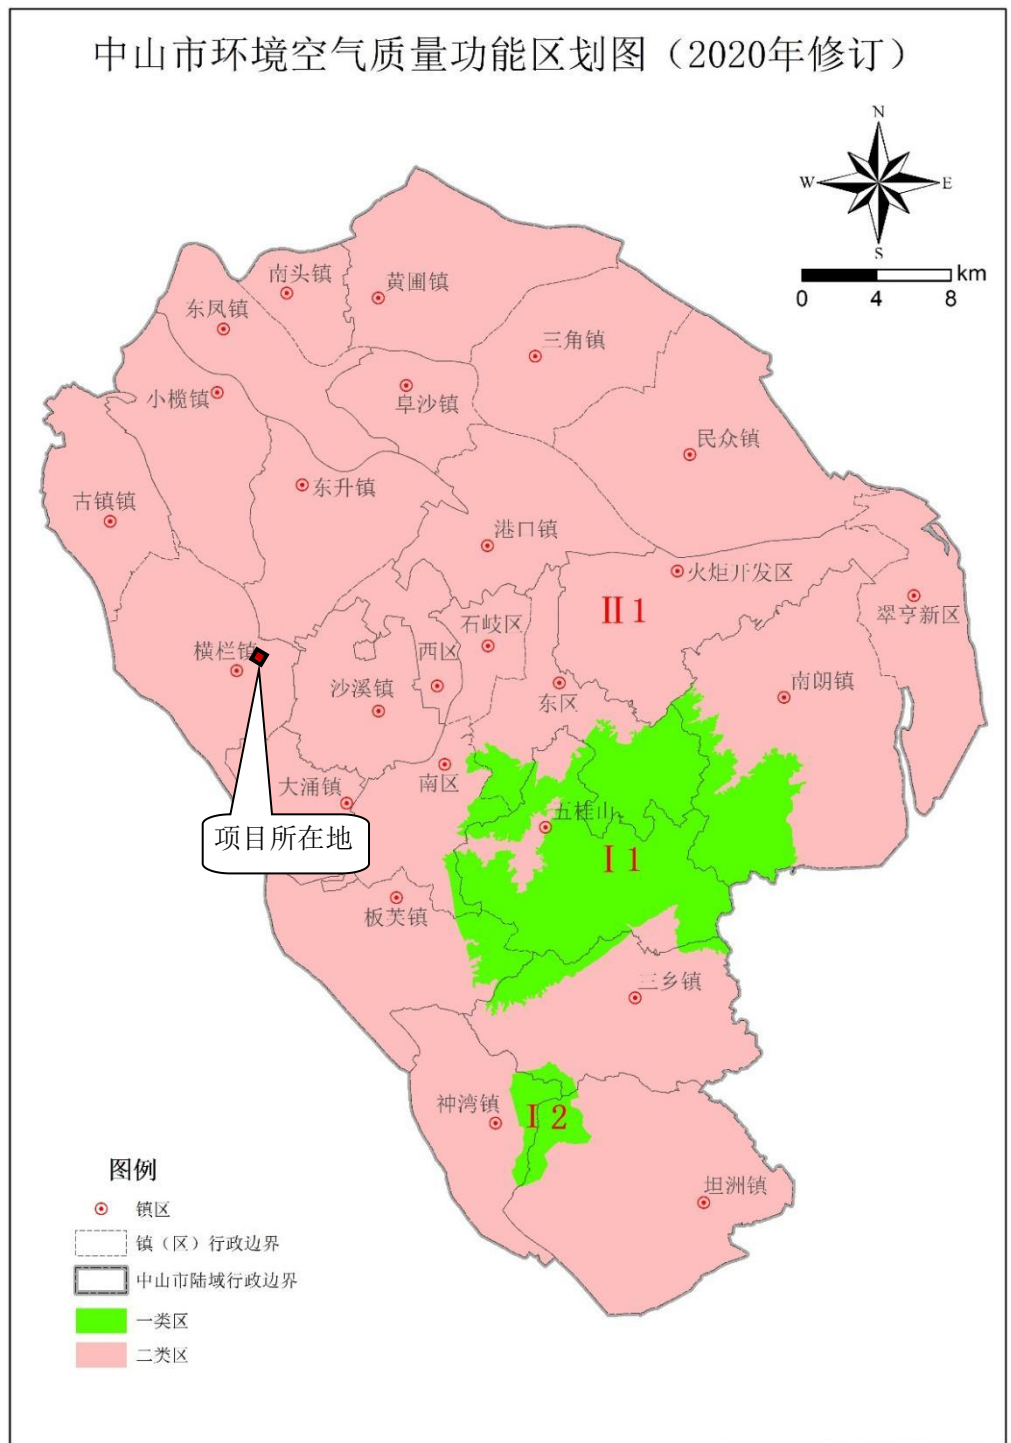 中山市环境空气质量功能区划图（2020年修订）
N
W
E
S
km
0 4 8
南头镇
黄圃镇
东凤镇
三角镇
小榄镇
阜沙镇
民众镇
古镇镇
东升镇
港口镇
火炬开发区
Ⅱ1
翠亨新区
石岐区
横栏镇
西区
沙溪镇
东区
南朗镇
大涌镇
南区
五桂山
项目所在地
Ⅰ1
板芙镇
三乡镇
神湾镇
Ⅰ2
坦洲镇
图例
镇区
镇（区）行政边界
中山市陆域行政边界
一类区
二类区